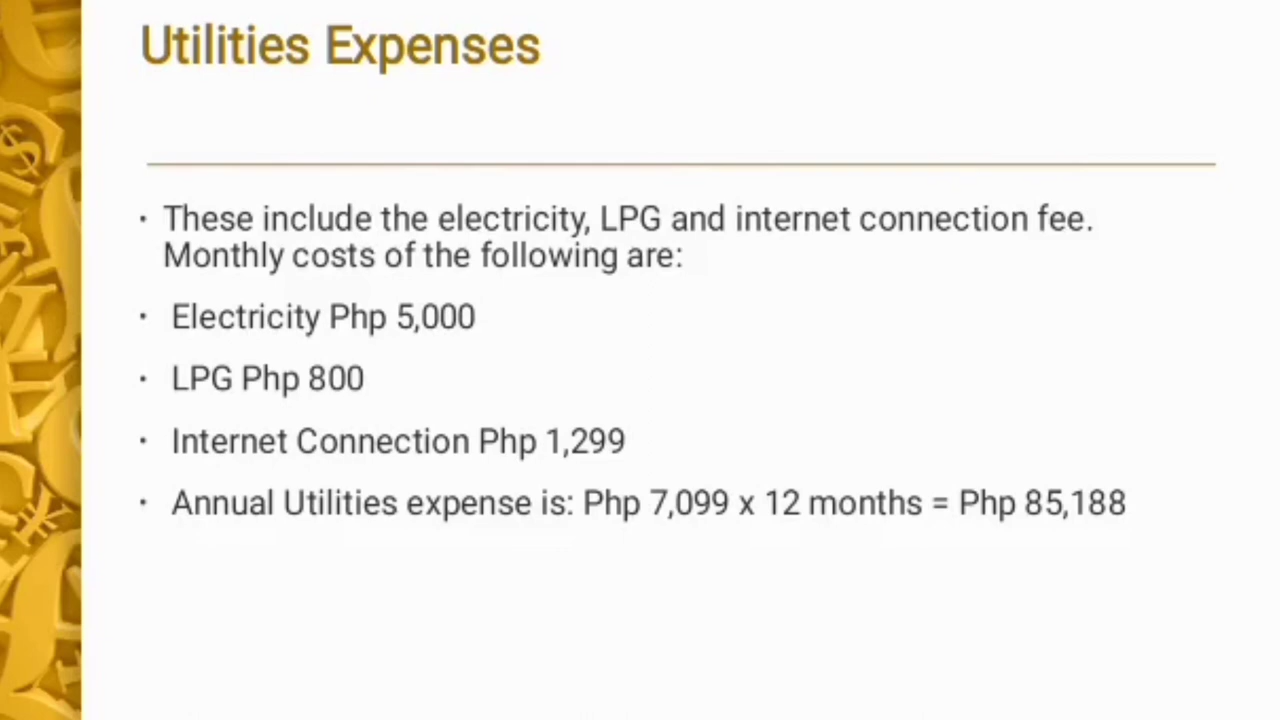 Utilities Expenses
· These include the electricity, LPG and internet connection fee.
Monthly costs of the following are:
· Electricity Php 5,000
· LPG Php 800
· Internet Connection Php 1,299
· Annual Utilities expense is: Php 7,099 x 12 months = Php 85,188